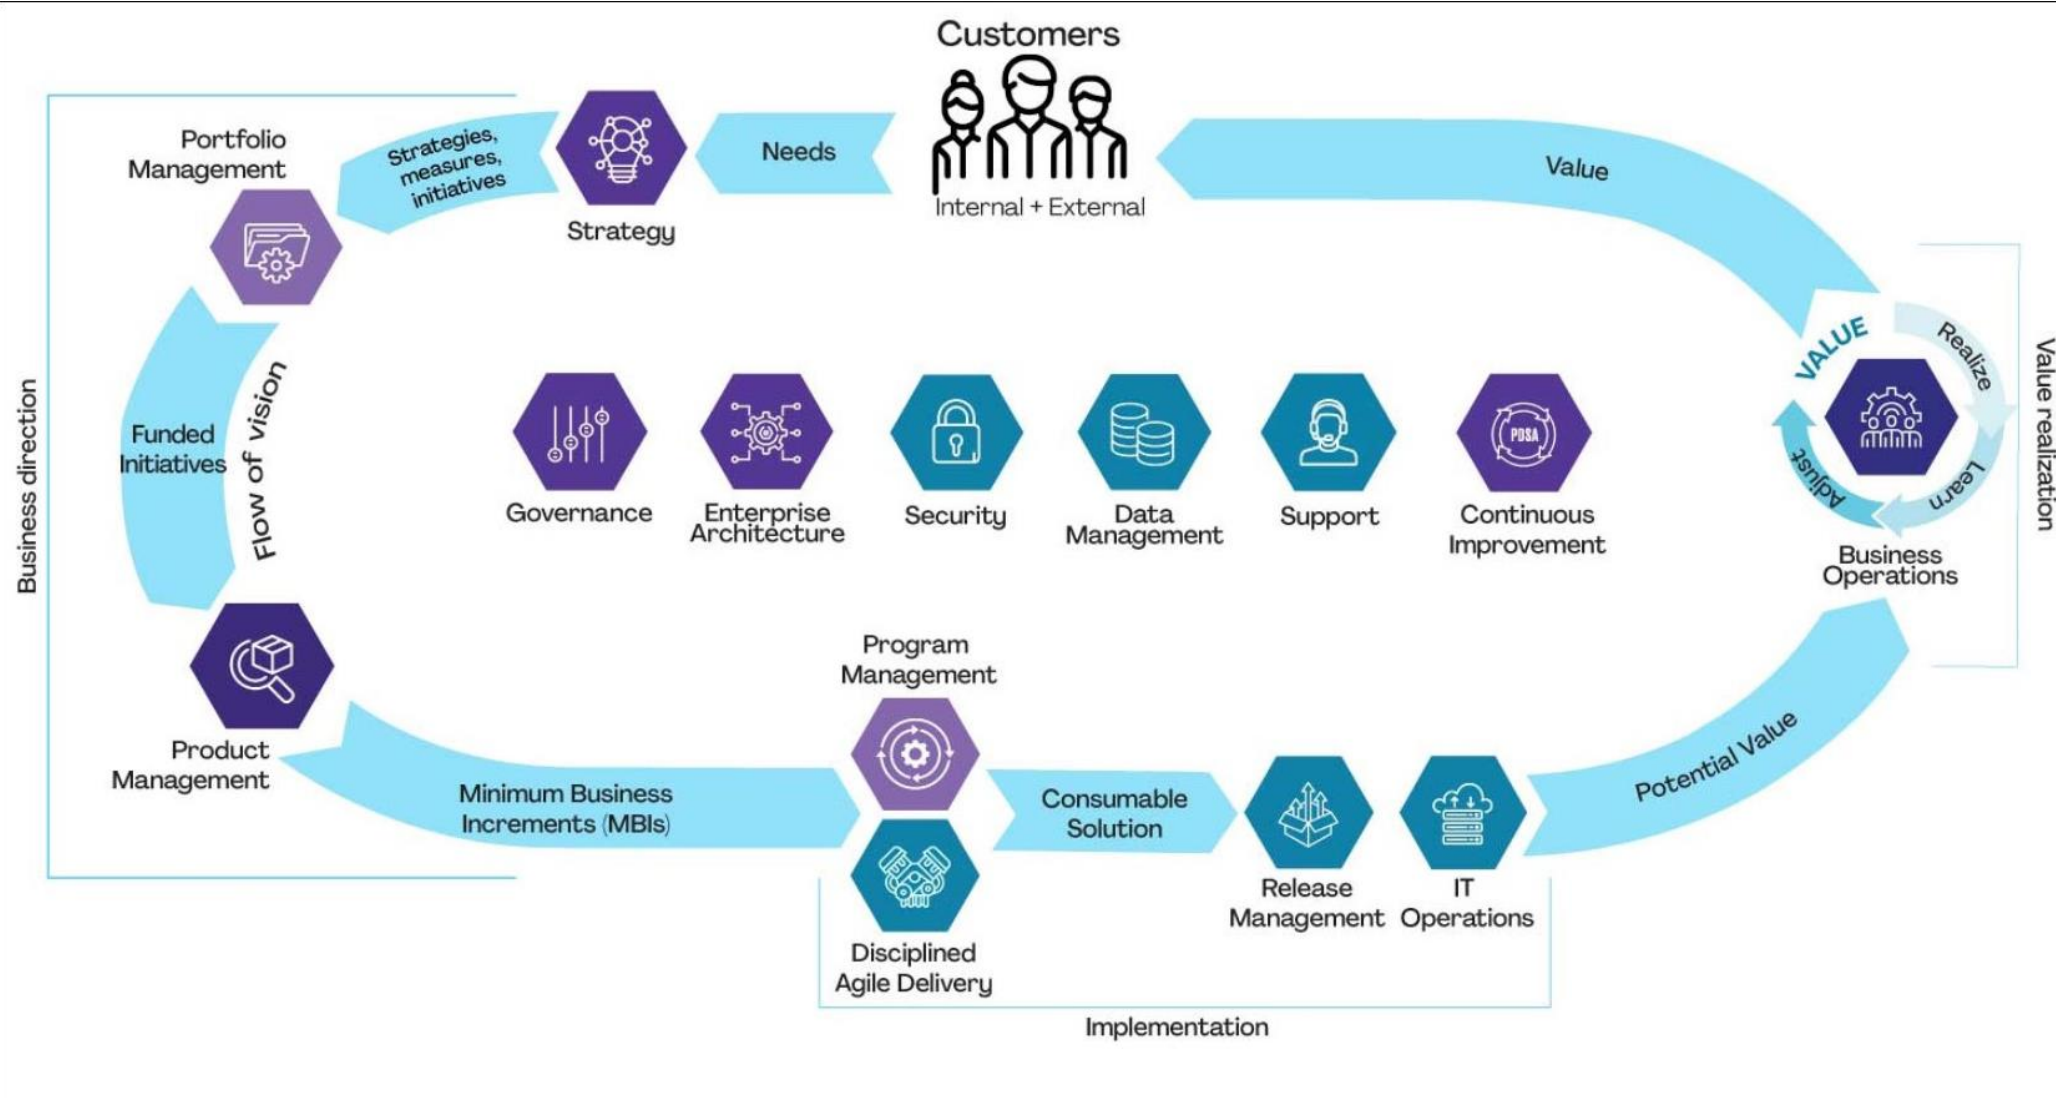 Customers
Internal + External
Needs
Strategy
Strategies,
measures,
initiatives
Portfolio
Management
Business direction
Funded
Initiatives
Flow of vision
Product
Management
Minimum Business
Increments (MBIs)
Program
Management
Disciplined
Agile Delivery
Consumable
Solution
Release
Management
IT
Operations
Implementation
Potential Value
Business
Operations
VALUE
Realize
Learn
Adjust
Value realization
Value
Governance
Enterprise
Architecture
Security
Data
Management
Support
PDSA
Continuous
Improvement